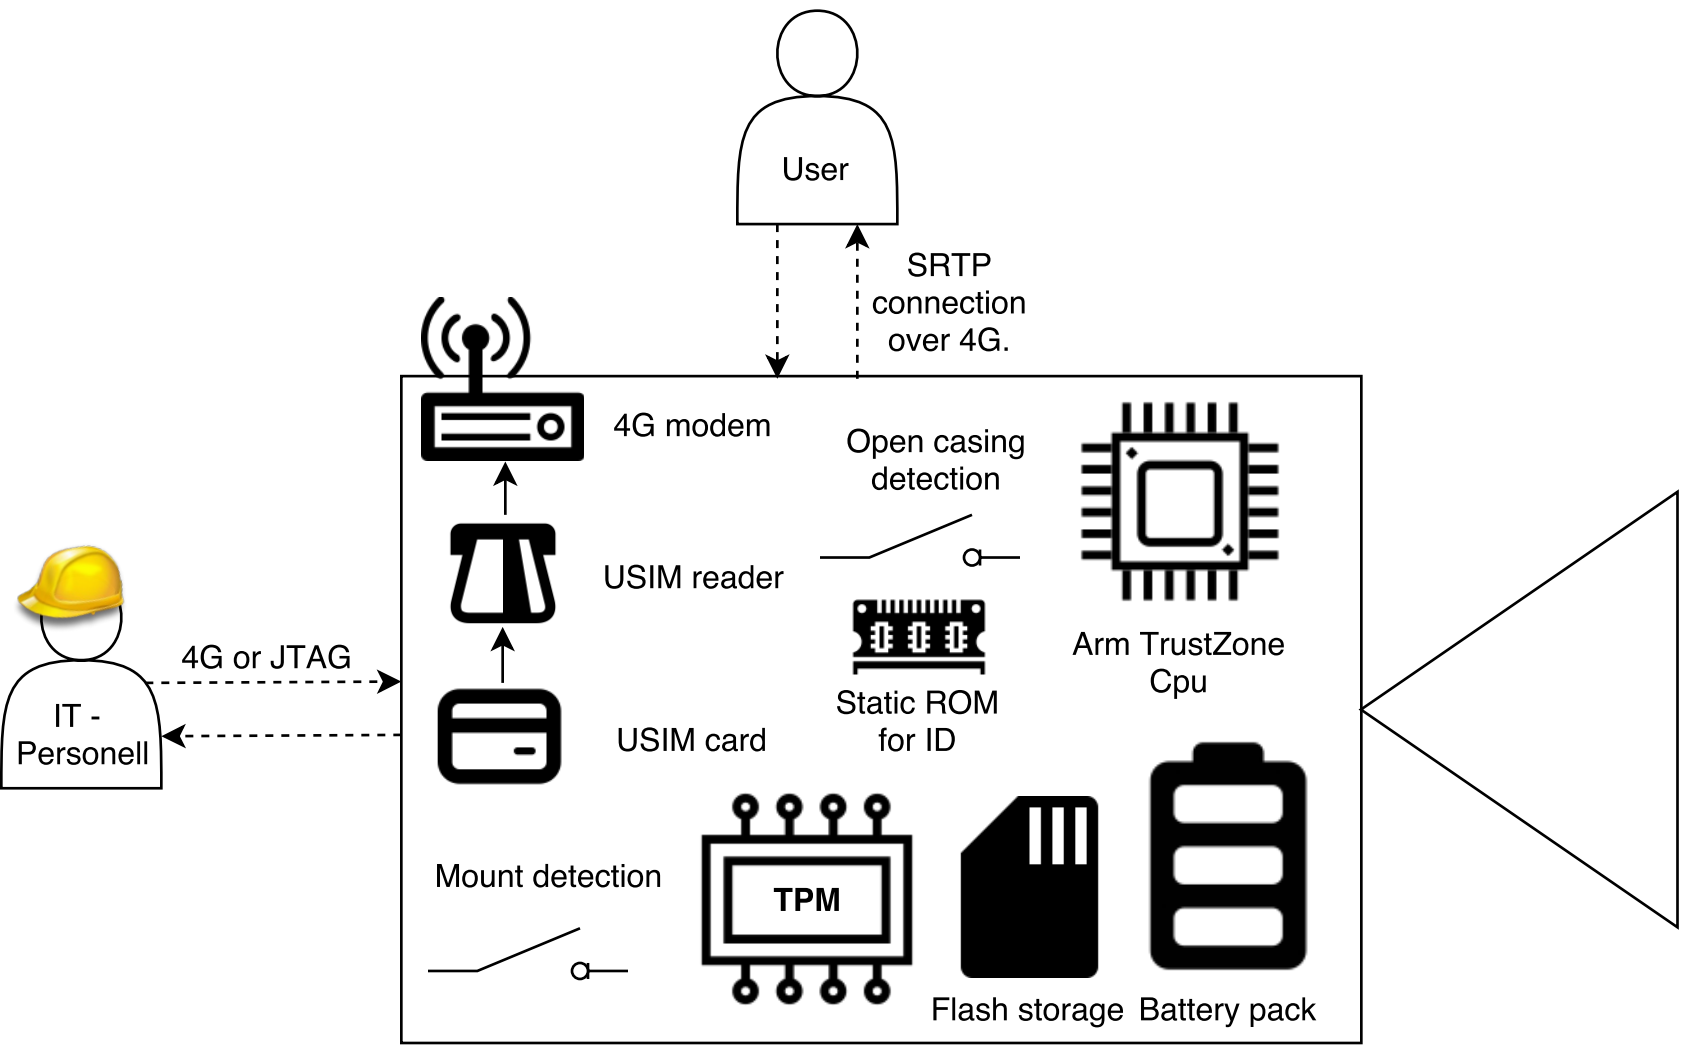 User
SRTP
connection
over 4G.
4G modem
Open casing
detection
USIM reader
4G or JTAG
IT -
Personell
Static ROM
for ID
Arm TrustZone
Cpu
USIM card
Mount detection
TPM
Flash storage
Battery pack